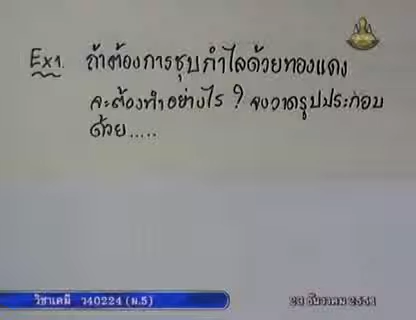 Ex1. ถ้าต้องการชุบกำไลด้วยทองแดง
จะต้องทำอย่างไร ? จงวาดรูปประกอบ
ด้วย.....
วิชาเคมี ว40224 (ม.5)
23 ธันวาคม 2551